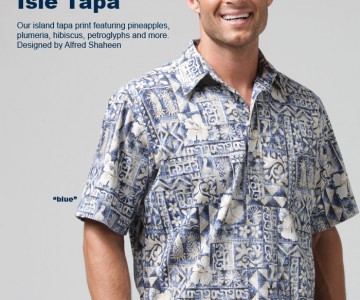 Isle Tapa
Our island tapa print featuring pineapples,
plumeria, hibiscus, petroglyphs and more.
Designed by Alfred Shaheen
"blue"